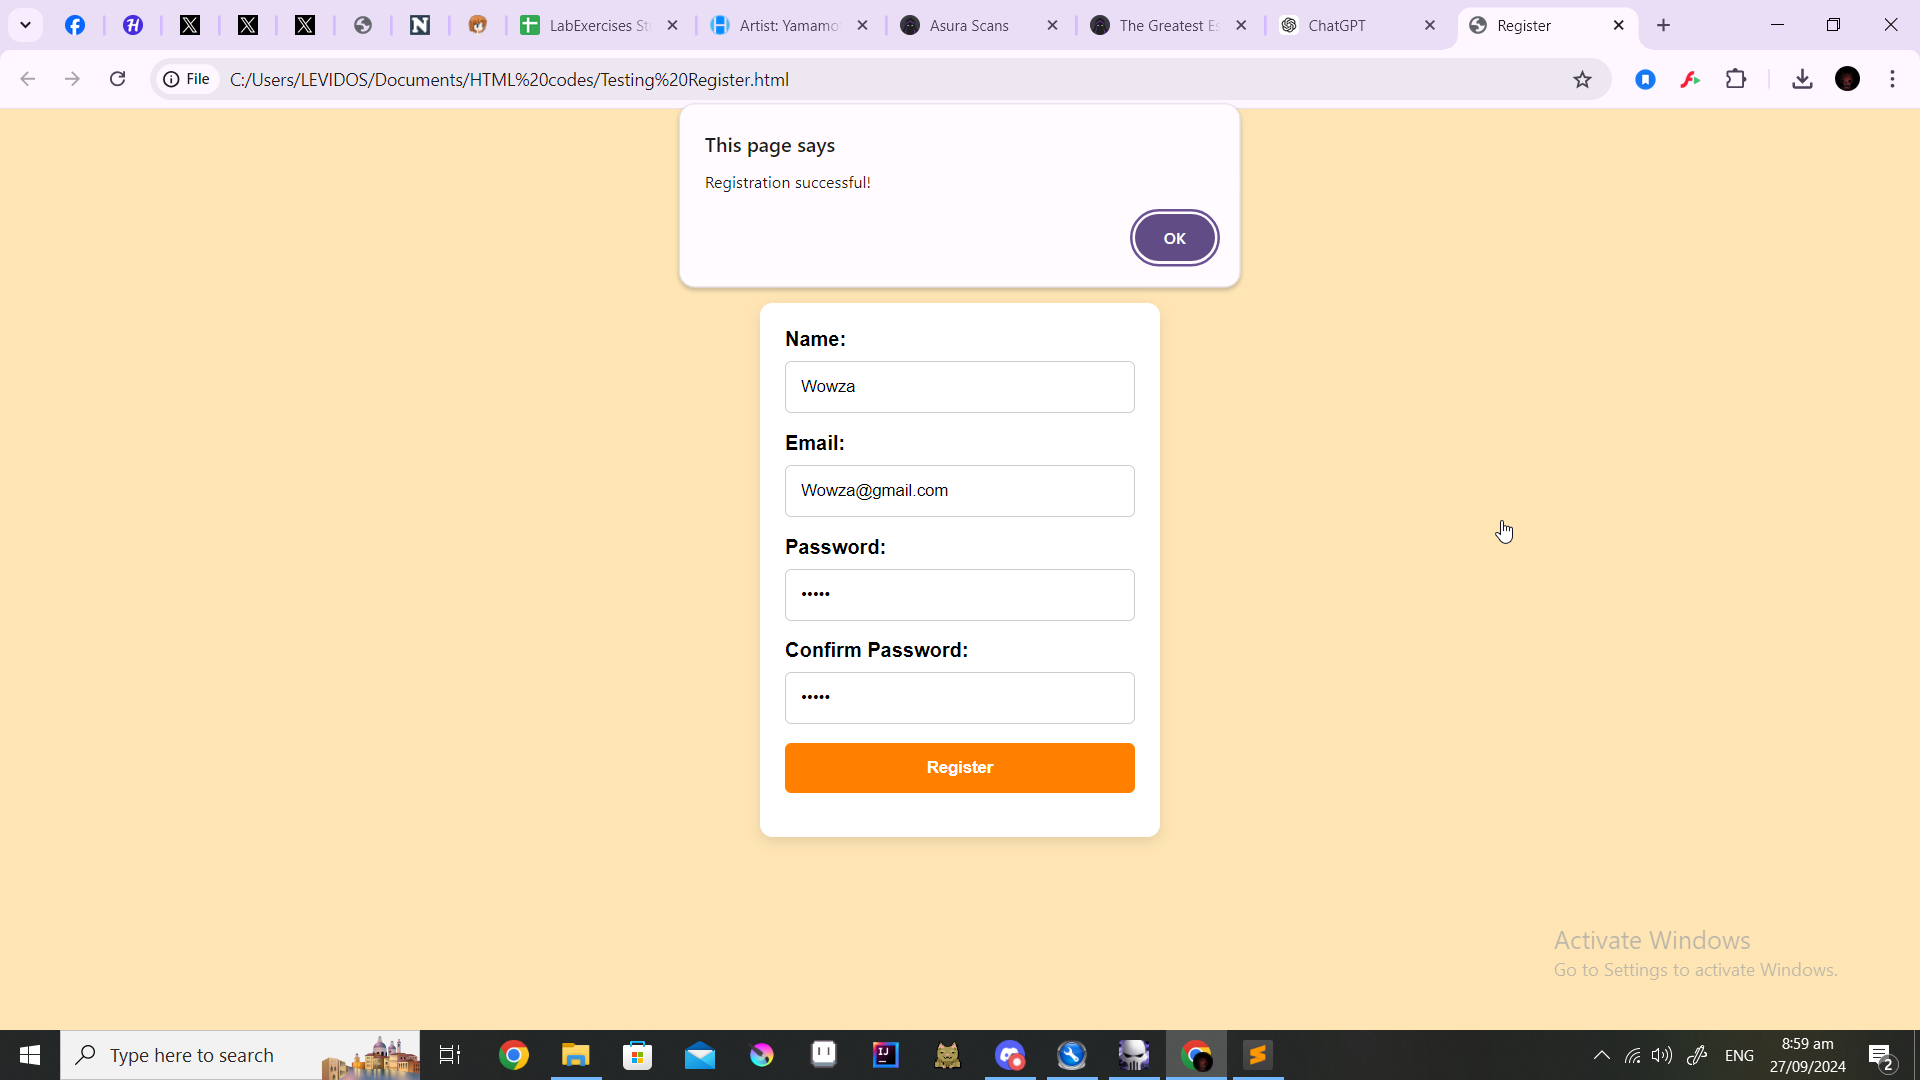 LabExercises St
Artist: Yamamo
Asura Scans
The Greatest Es
ChatGPT
Register
File
C:/Users/LEVIDOS/Documents/HTML%20codes/Testing%20Register.html
This page says
Registration successful!
OK
Name:
Wowza
Email:
Wowza@gmail.com
Password:
•••••
Confirm Password:
•••••
Register
Activate Windows
Go to Settings to activate Windows.
Type here to search
ENG
8:59 am
27/09/2024
2